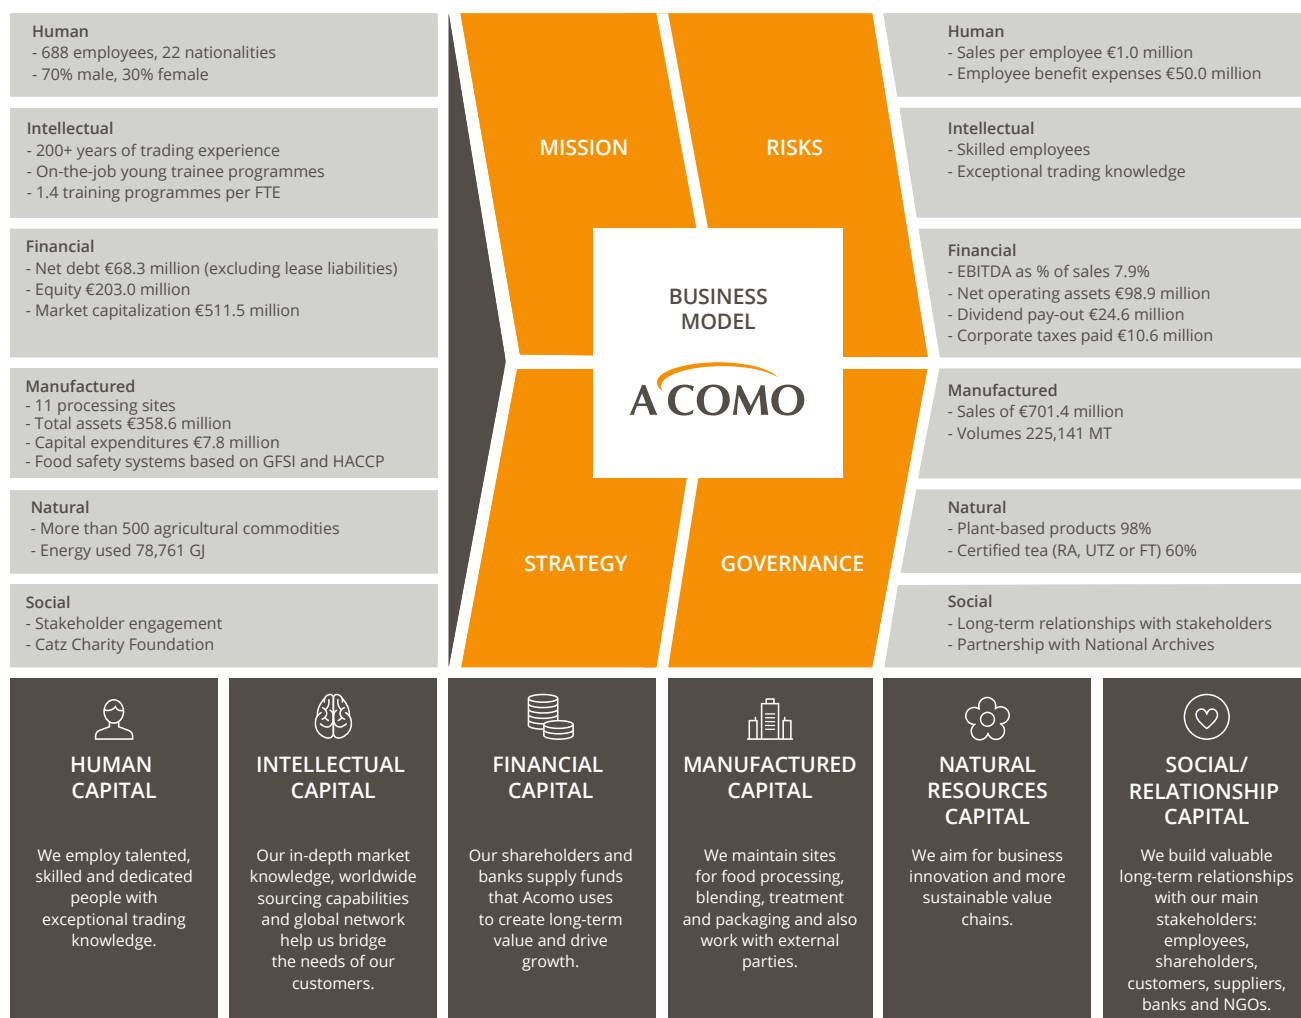 Human
- 688 employees, 22 nationalities
- 70% male, 30% female
Intellectual
- 200+ years of trading experience
- On-the-job young trainee programmes
- 1.4 training programmes per FTE
Financial
- Net debt €68.3 million (excluding lease liabilities)
- Equity €203.0 million
- Market capitalization €511.5 million
Manufactured
- 11 processing sites
- Total assets €358.6 million
- Capital expenditures €7.8 million
- Food safety systems based on GFSI and HACCP
Natural
- More than 500 agricultural commodities
- Energy used 78,761 GJ
Social
- Stakeholder engagement
- Catz Charity Foundation
MISSION
RISKS
BUSINESS
MODEL
ACOMO
STRATEGY
GOVERNANCE
Human
- Sales per employee €1.0 million
- Employee benefit expenses €50.0 million
Intellectual
- Skilled employees
- Exceptional trading knowledge
Financial
- EBITDA as % of sales 7.9%
- Net operating assets €98.9 million
- Dividend pay-out €24.6 million
- Corporate taxes paid €10.6 million
Manufactured
- Sales of €701.4 million
- Volumes 225,141 MT
Natural
- Plant-based products 98%
- Certified tea (RA, UTZ or FT) 60%
Social
- Long-term relationships with stakeholders
- Partnership with National Archives
HUMAN
CAPITAL
We employ talented,
skilled and dedicated
people with
exceptional trading
knowledge.
INTELLECTUAL
CAPITAL
Our in-depth market
knowledge, worldwide
sourcing capabilities
and global network
help us bridge
the needs of our
customers.
FINANCIAL
CAPITAL
Our shareholders and
banks supply funds
that Acomo uses
to create long-term
value and drive
growth.
MANUFACTURED
CAPITAL
We maintain sites
for food processing,
blending, treatment
and packaging and also
work with external
parties.
NATURAL
RESOURCES
CAPITAL
We aim for business
innovation and more
sustainable value
chains.
SOCIAL/
RELATIONSHIP
CAPITAL
We build valuable
long-term relationships
with our main
stakeholders:
employees,
shareholders,
customers, suppliers,
banks and NGOs.